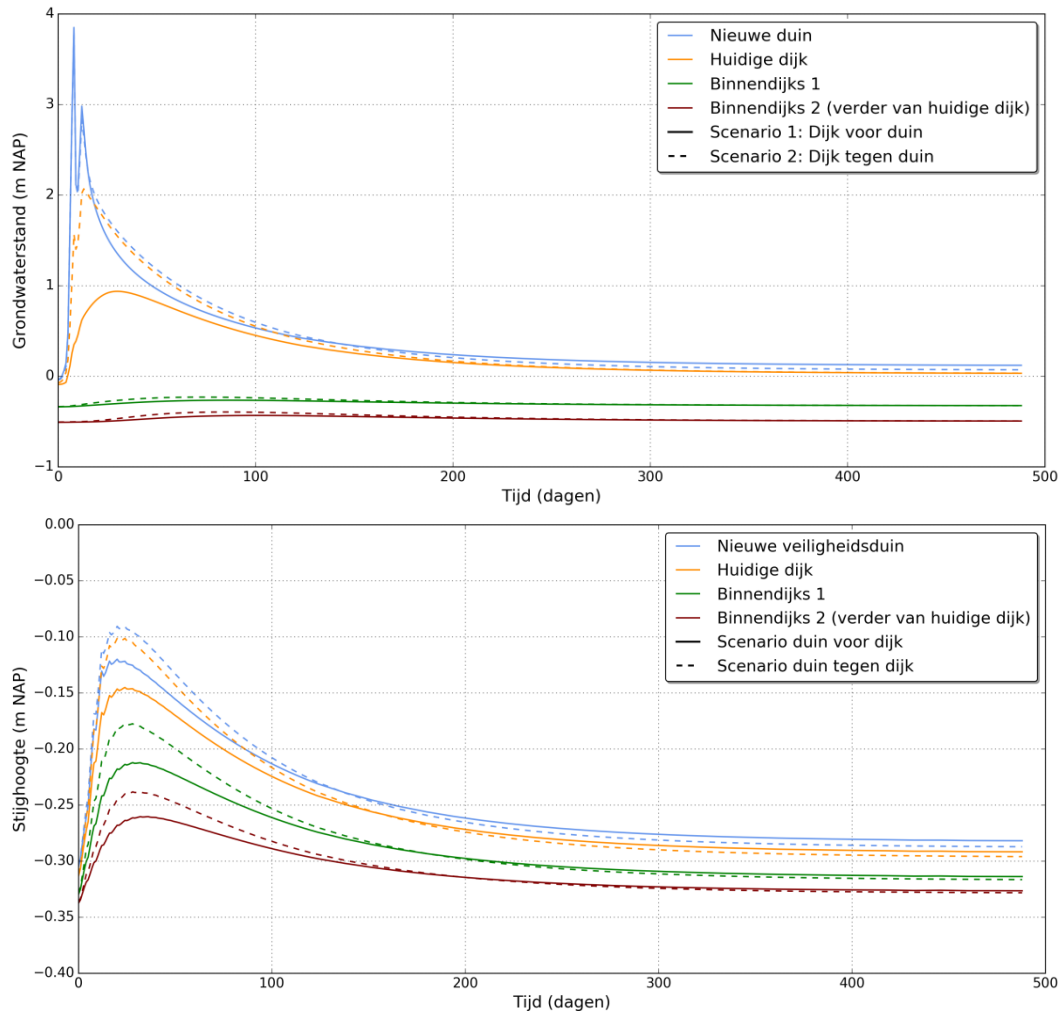 4
3
2
1
0
−1
Grondwaterstand (m NAP)
Nieuwe duin
Huidige dijk
Binnendijks 1
Binnendijks 2 (verder van huidige dijk)
Scenario 1: Dijk voor duin
Scenario 2: Dijk tegen duin
0 100 200 300 400 500
Tijd (dagen)
0.00
−0.05
−0.10
−0.15
−0.20
−0.25
−0.30
−0.35
−0.40
Stijghoogte (m NAP)
Nieuwe veiligheidsduin
Huidige dijk
Binnendijks 1
Binnendijks 2 (verder van huidige dijk)
Scenario duin voor dijk
Scenario duin tegen dijk
0 100 200 300 400 500
Tijd (dagen)